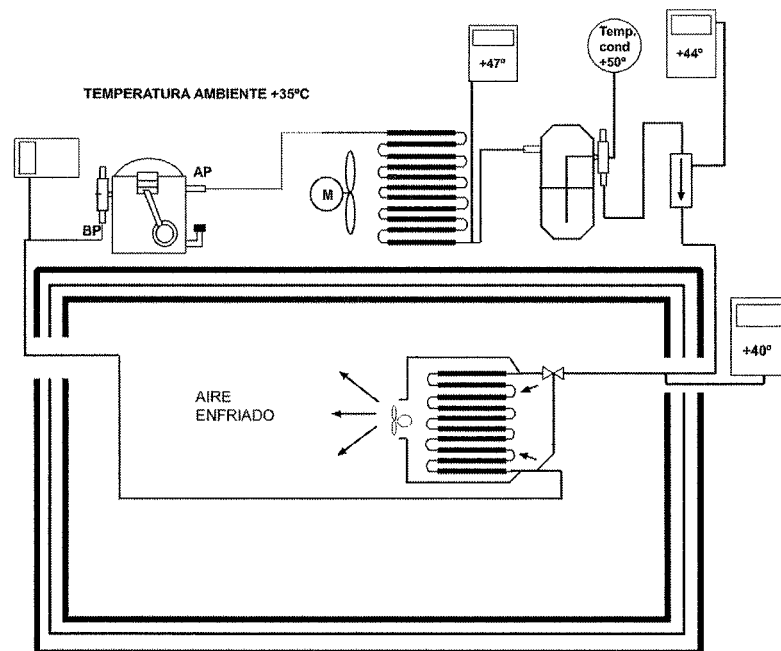 Temp.
cond
+50º
+44º
+47º
TEMPERATURA AMBIENTE +35ºC
AP
M
BP
+40º
AIRE
ENFRIADO